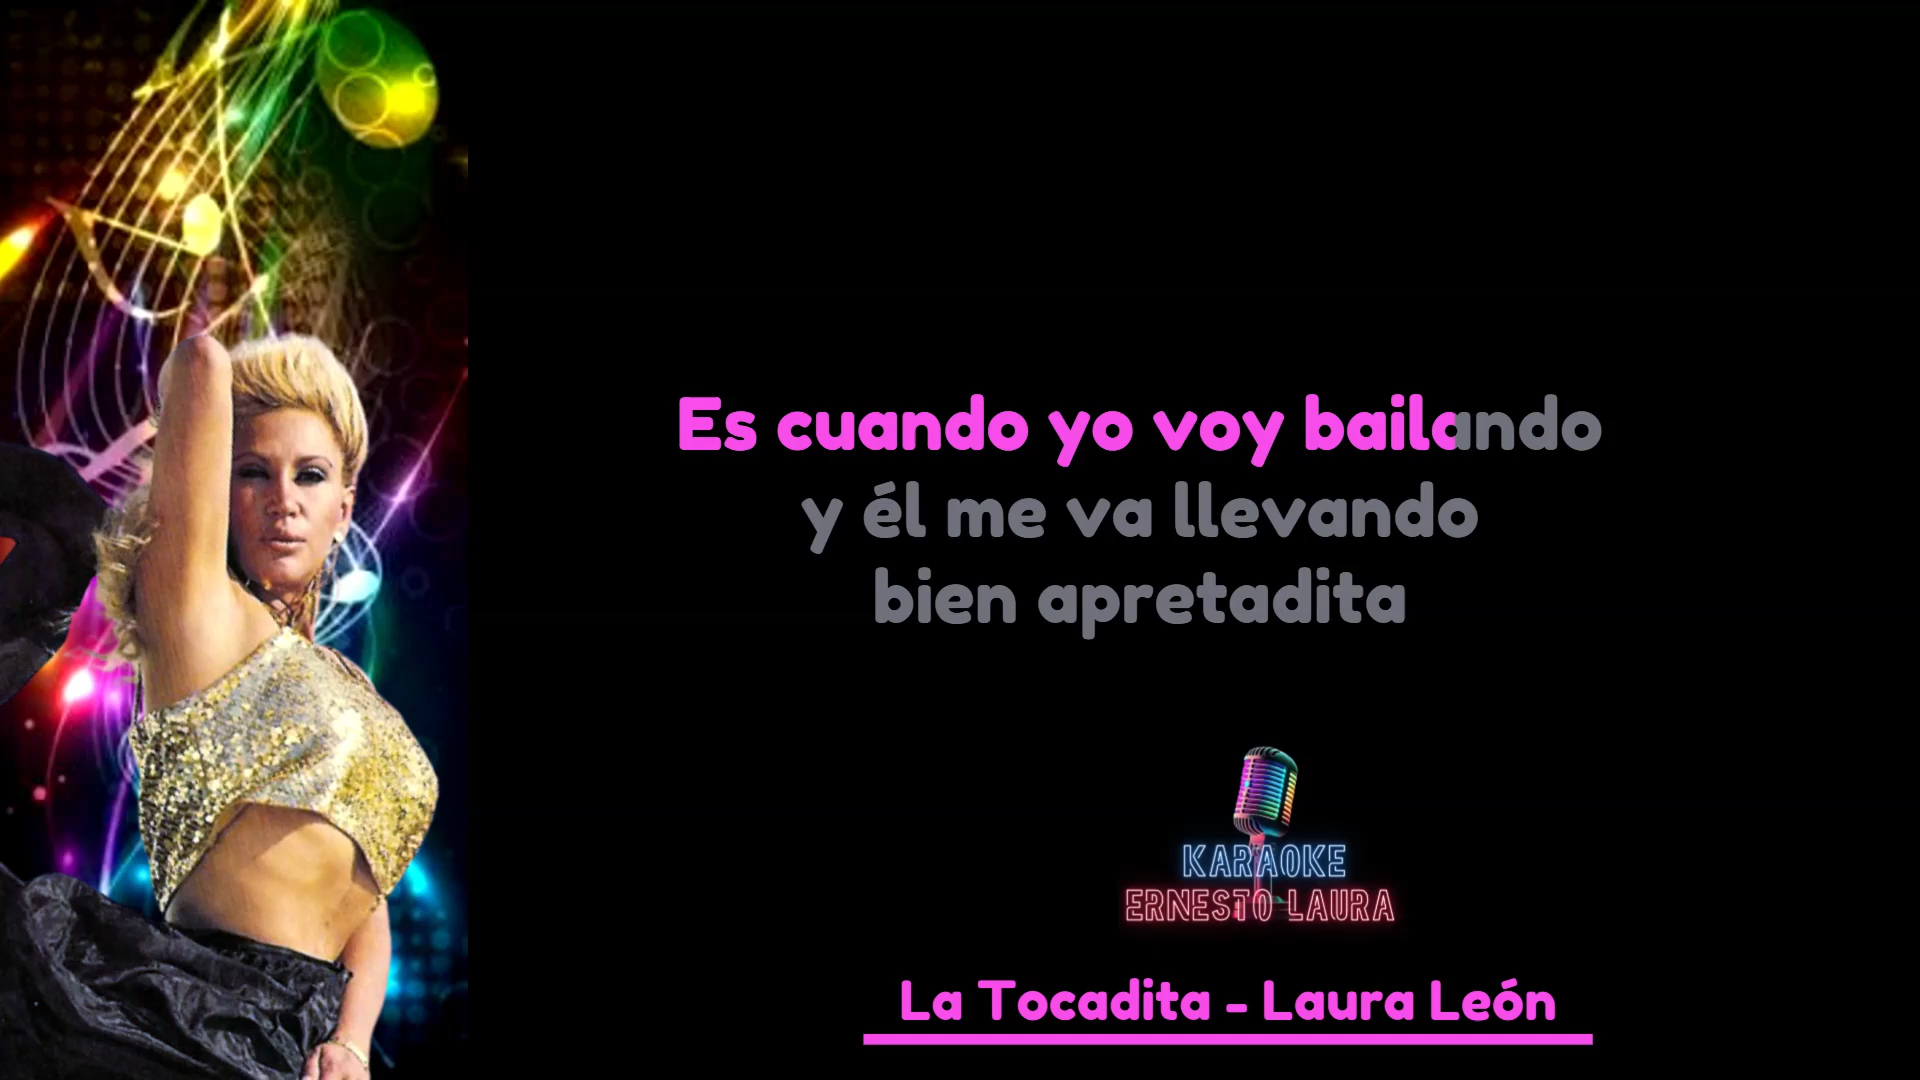 Es cuando yo voy bailando
y él me va llevando
bien apretadita
KARAOKE
ERNESTO LAURA
La Tocadita - Laura León